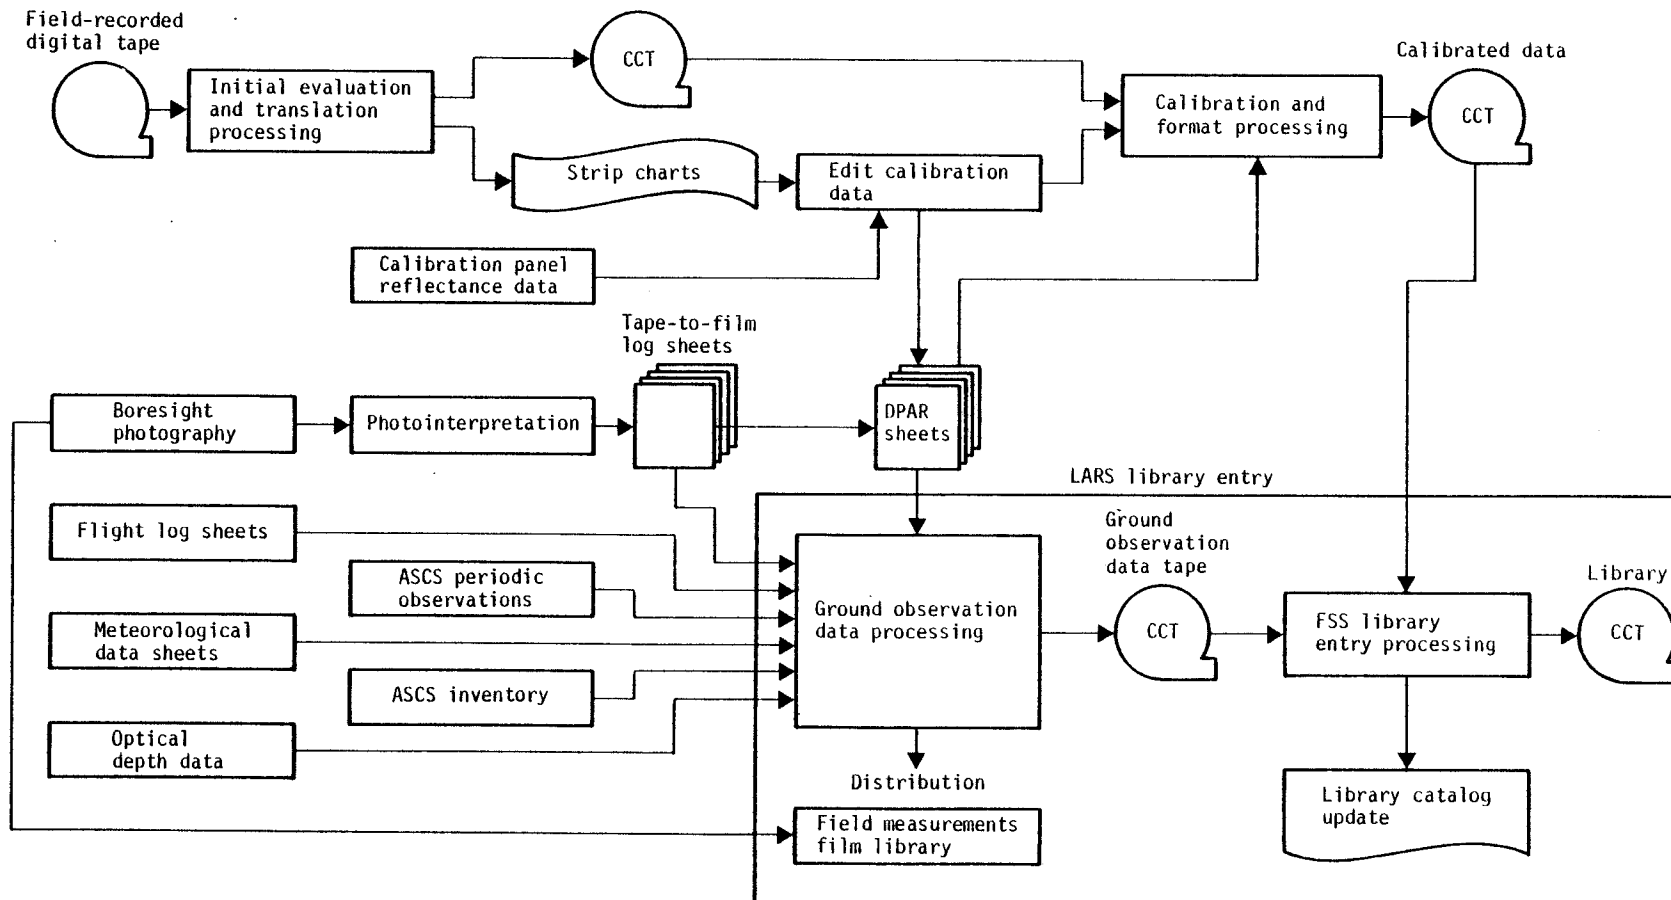 Field-recorded
digital tape
Initial evaluation
and translation
processing
CCT
Calibration and
format processing
Calibrated data
CCT
Strip charts
Edit calibration
data
Calibration panel
reflectance data
Tape-to-film
log sheets
Boresight
photography
Photointerpretation
DPAR
sheets
LARS library entry
Flight log sheets
ASCS periodic
observations
Meteorological
data sheets
ASCS inventory
Optical
depth data
Ground observation
data processing
Ground
observation
data tape
CCT
FSS library
entry processing
Library
CCT
Distribution
Field measurements
film library
Library catalog
update